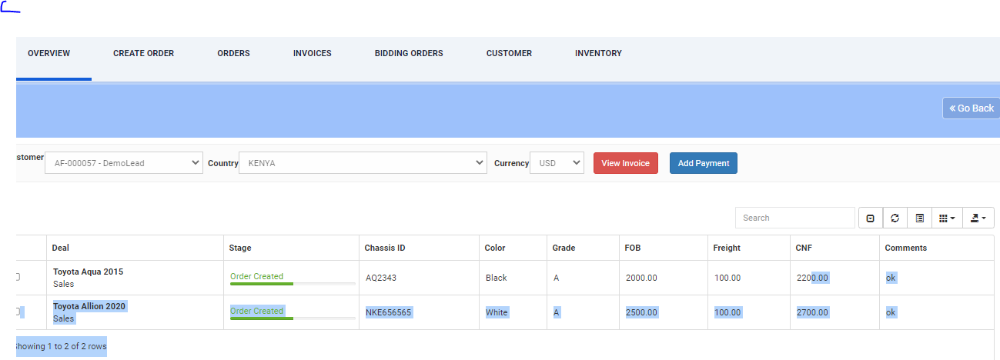 OVERVIEW CREATE ORDER ORDERS INVOICES BIDDING ORDERS CUSTOMER INVENTORY
« Go Back
stomer AF-000057 - DemoLead Country KENYA Currency USD View Invoice Add Payment
Search
Deal Stage Chassis ID Color Grade FOB Freight CNF Comments
Toyota Aqua 2015 Order Created AQ2343 Black A 2000.00 100.00 2200.00 ok
Sales
Toyota Allion 2020 Order Created NKE656565 White A 2500.00 100.00 2700.00 ok
Sales
Showing 1 to 2 of 2 rows